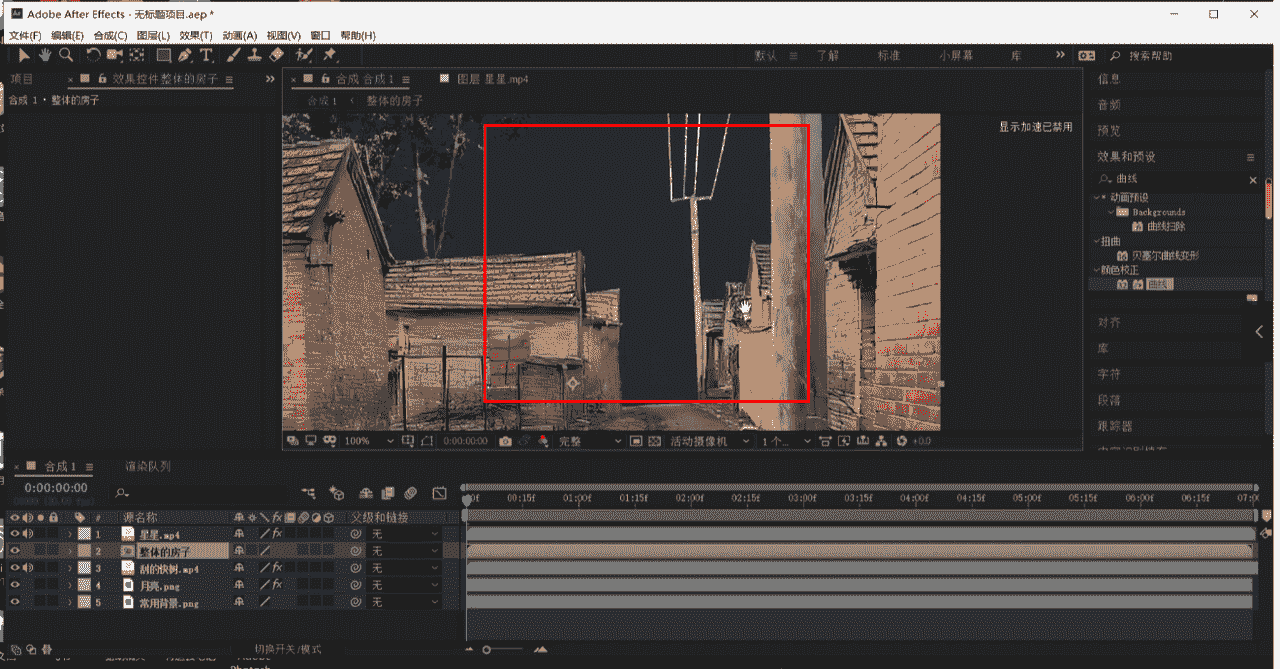 Adobe After Effects - 无标题项目.aep *
文件(F) 编辑(E) 合成(C) 图层(L) 效果(T) 动画(A) 视图(V) 窗口 帮助(H)
默认 了解 标准 小屏幕 库 搜索帮助
项目 效果控件整体的房子 合成 合成 1 图层 星星.mp4 信息
合成 1 • 整体的房子 合成 1 整体的房子
音频
显示加速已禁用 预览
效果和预设
曲线
动画预设
Backgrounds
曲线扫除
扭曲
贝塞尔曲线变形
颜色校正
曲线
对齐
库
字符
段落
跟踪器
100% 0:00:00:00 完整 活动摄像机 1 个... +0.0
合成 1 渲染队列
0:00:00:00
00:15f 01:00f 01:15f 02:00f 02:15f 03:00f 03:15f 04:00f 04:15f 05:00f 05:15f 06:00f 06:15f 07:0
# 源名称 父级和链接
1 星星.mp4 无
2 整体的房子 无
3 刮的快树.mp4 无
4 月亮.png 无
5 常用背景.png 无
切换开关/模式